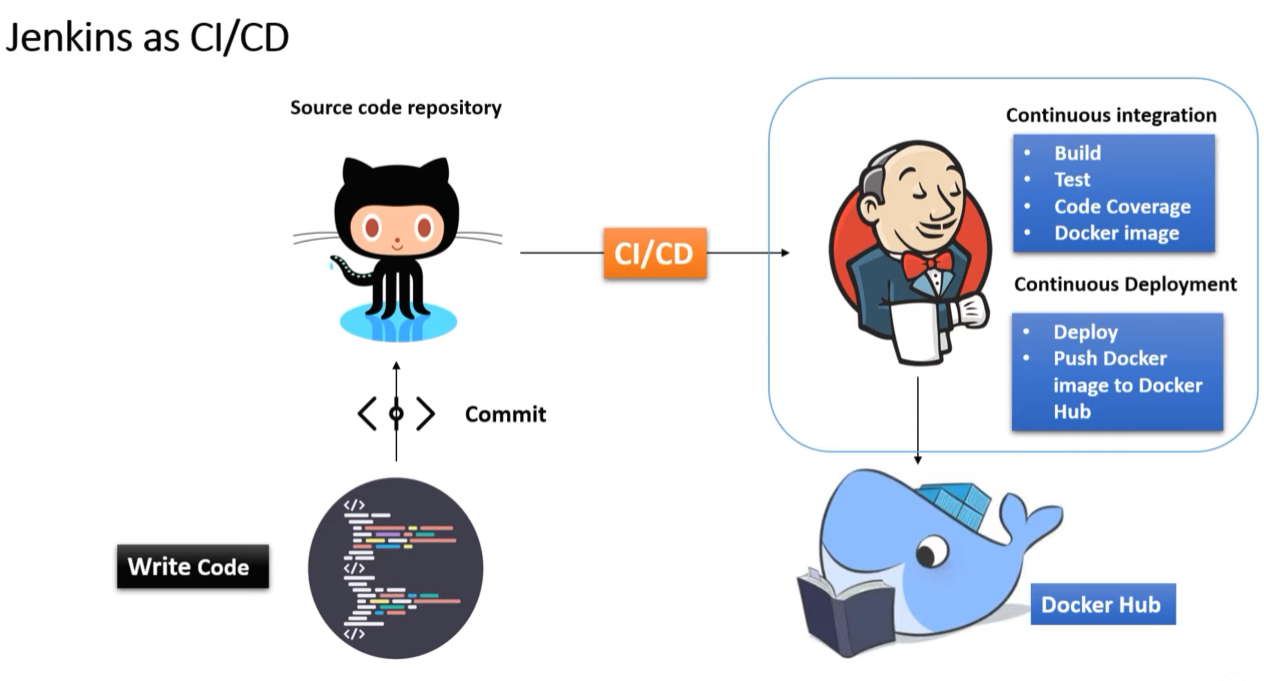 Jenkins as CI/CD
Source code repository
Continuous integration
• Build
• Test
• Code Coverage
• Docker image
CI/CD
Continuous Deployment
• Deploy
• Push Docker
image to Docker
Hub
Commit
</>
</>
</>
Write Code
Docker Hub